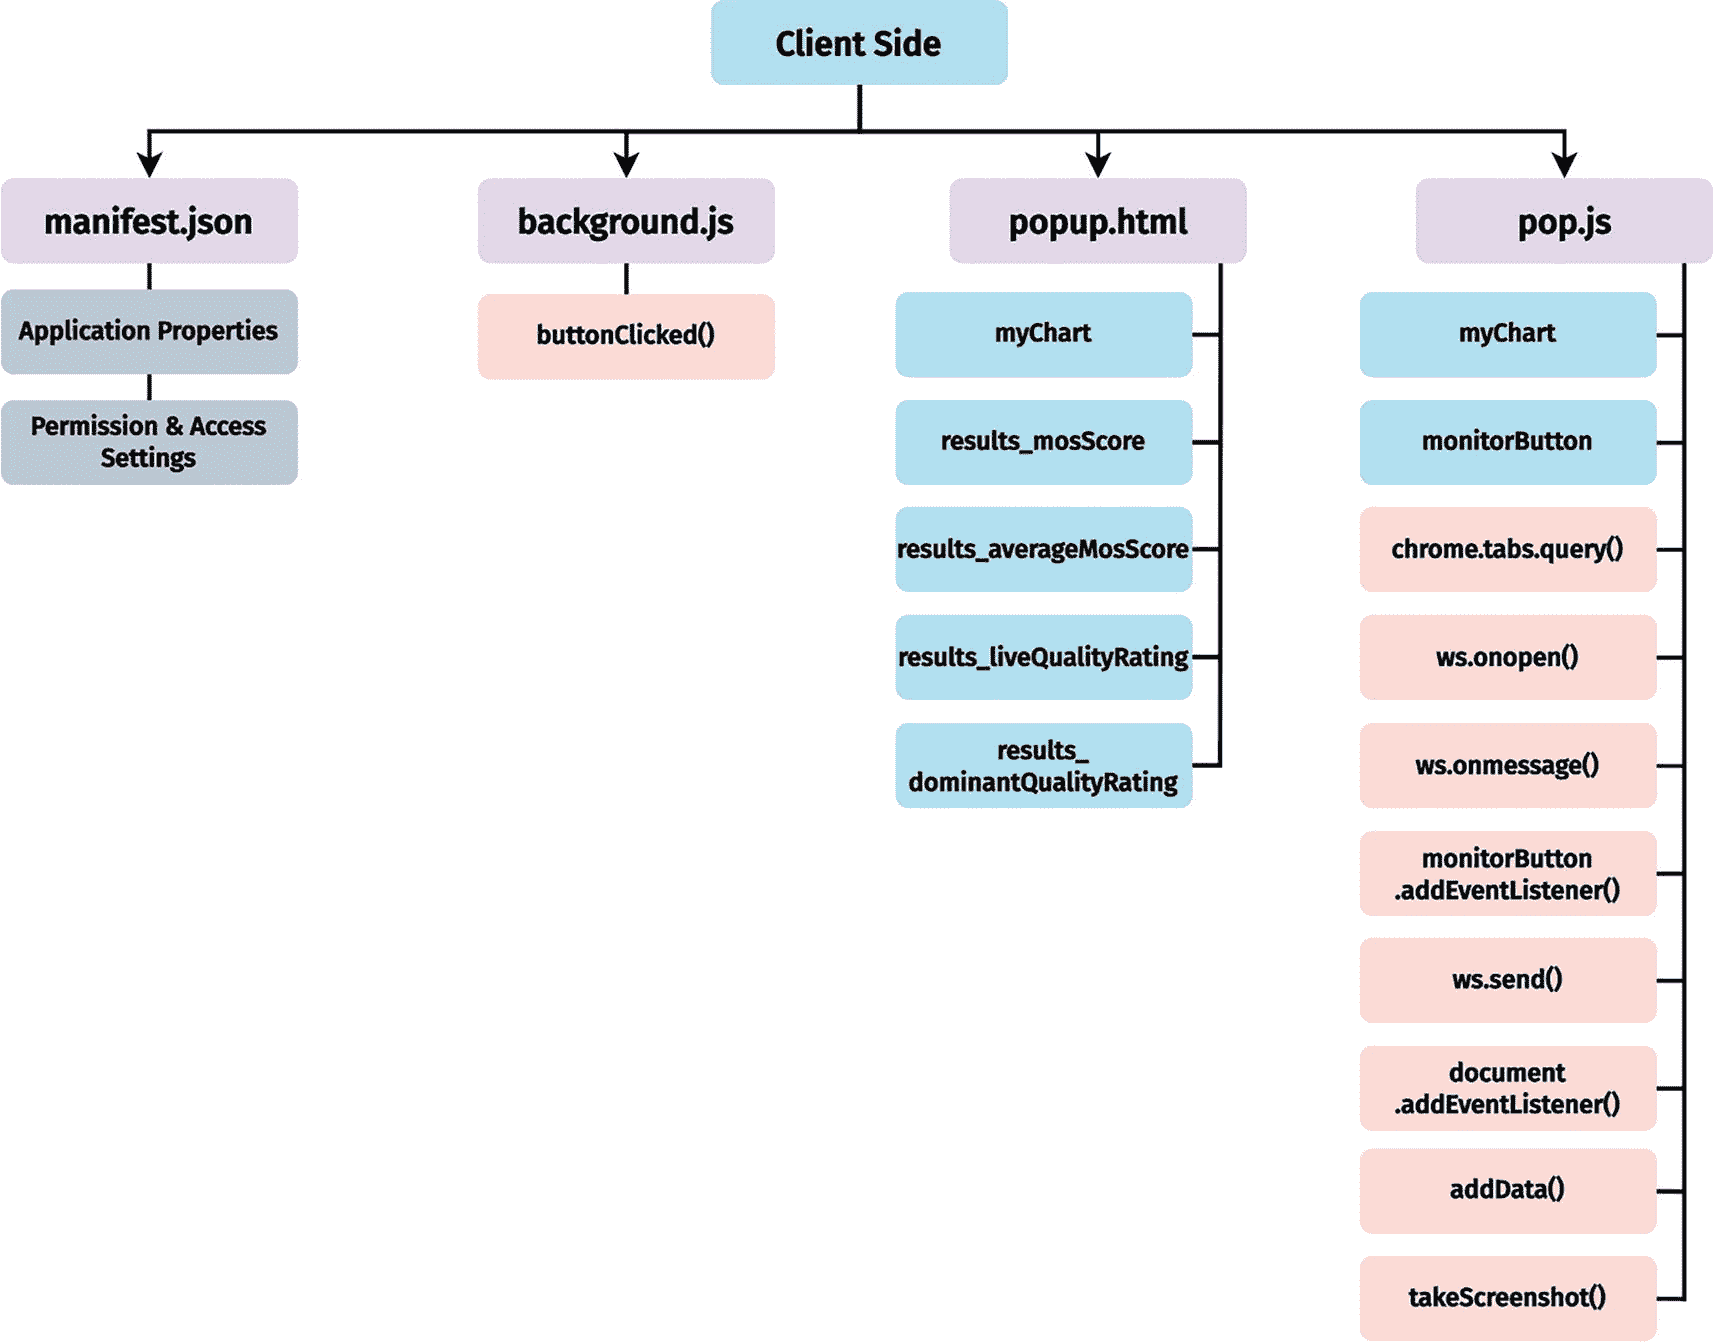 Client Side
manifest.json
Application Properties
Permission & Access
Settings
background.js
buttonClicked()
popup.html
myChart
results_mosScore
results_averageMosScore
results_liveQualityRating
results_
dominantQualityRating
pop.js
myChart
monitorButton
chrome.tabs.query()
ws.onopen()
ws.onmessage()
monitorButton
.addEventListener()
ws.send()
document
.addEventListener()
addData()
takeScreenshot()